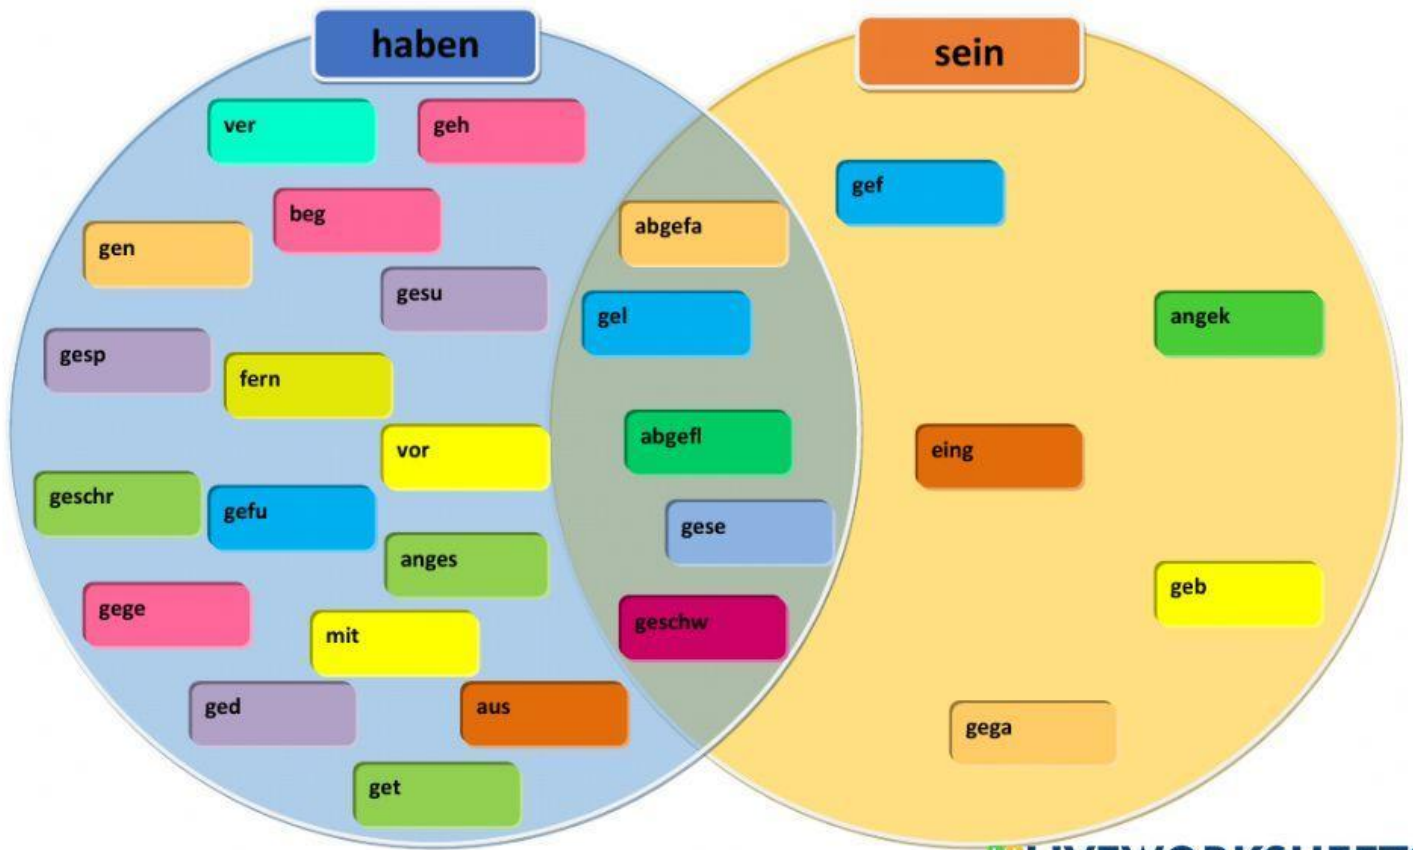 haben
sein
ver
geh
gef
beg
abgefa
gen
gesu
gel
angek
gesp
fern
abgefl
vor
eing
geschr
gefu
gese
anges
geb
gege
mit
geschw
ged
aus
gega
get
LIVEWORKSHEETS